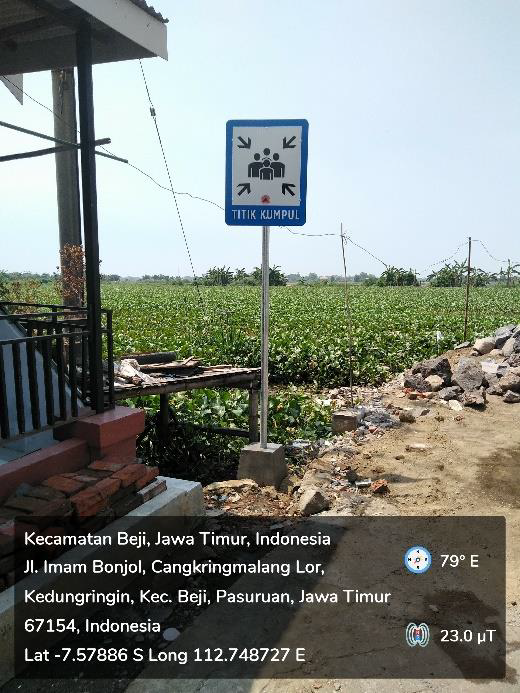 TITIK KUMPUL
Kecamatan Beji, Jawa Timur, Indonesia
Jl. Imam Bonjol, Cangkringmalang Lor,
Kedungringin, Kec. Beji, Pasuruan, Jawa Timur
67154, Indonesia
Lat -7.57886 S Long 112.748727 E
79° E
23.0 µT